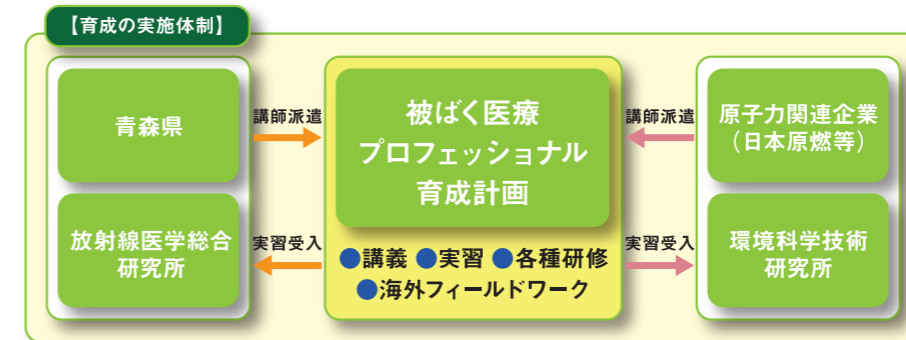 【育成の実施体制】
青森県
放射線医学総合
研究所
講師派遣
実習受入
被ばく医療
プロフェッショナル
育成計画
●講義 ●実習 ●各種研修
●海外フィールドワーク
講師派遣
実習受入
原子力関連企業
（日本原燃等）
環境科学技術
研究所